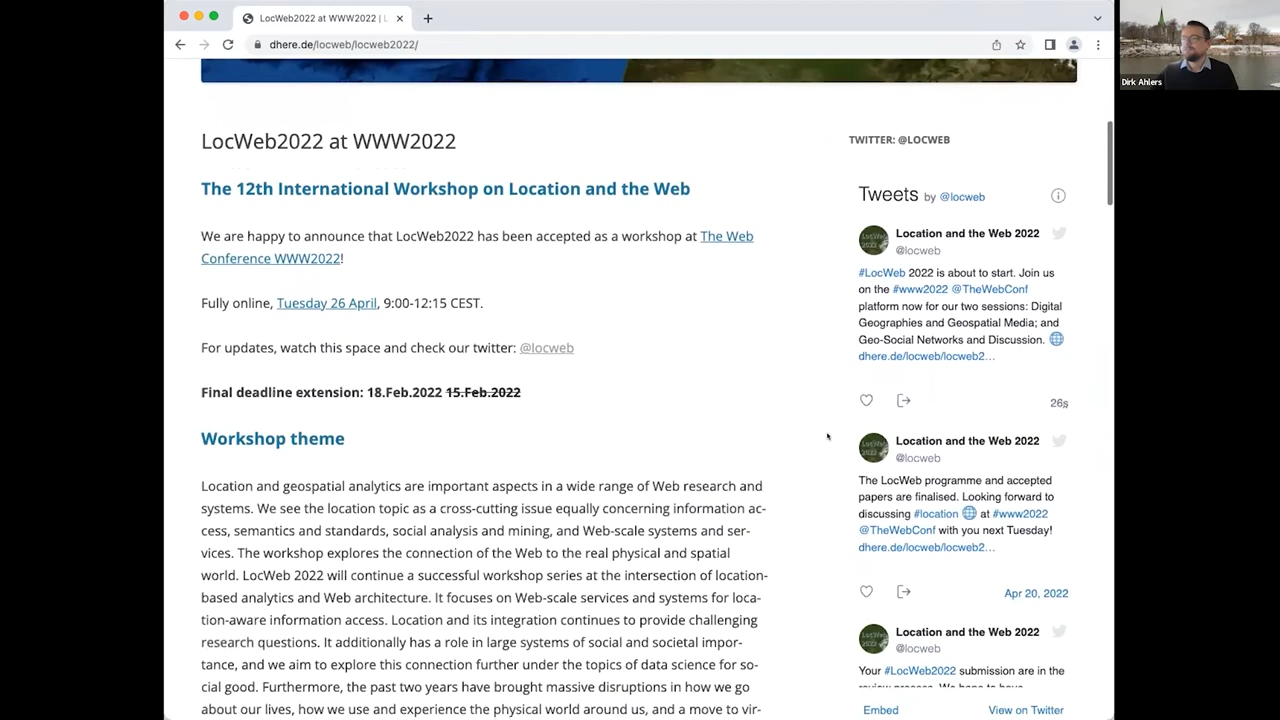 LocWeb2022 at WWW2022 | L
dhere.de/locweb/locweb2022/
Dirk Ahlers
LocWeb2022 at WWW2022
The 12th International Workshop on Location and the Web
We are happy to announce that LocWeb2022 has been accepted as a workshop at The Web
Conference WWW2022!
Fully online, Tuesday 26 April, 9:00-12:15 CEST.
For updates, watch this space and check our twitter: @locweb
Final deadline extension: 18.Feb.2022 15.Feb.2022
Workshop theme
Location and geospatial analytics are important aspects in a wide range of Web research and
systems. We see the location topic as a cross-cutting issue equally concerning information ac-
cess, semantics and standards, social analysis and mining, and Web-scale systems and ser-
vices. The workshop explores the connection of the Web to the real physical and spatial
world. LocWeb 2022 will continue a successful workshop series at the intersection of location-
based analytics and Web architecture. It focuses on Web-scale services and systems for loca-
tion-aware information access. Location and its integration continues to provide challenging
research questions. It additionally has a role in large systems of social and societal impor-
tance, and we aim to explore this connection further under the topics of data science for so-
cial good. Furthermore, the past two years have brought massive disruptions in how we go
about our lives, how we use and experience the physical world around us, and a move to vir-
TWITTER: @LOCWEB
Tweets by @locweb
Location and the Web 2022
@locweb
#LocWeb 2022 is about to start. Join us
on the #www2022 @TheWebConf
platform now for our two sessions: Digital
Geographies and Geospatial Media; and
Geo-Social Networks and Discussion.
dhere.de/locweb/locweb2…
26s
Location and the Web 2022
@locweb
The LocWeb programme and accepted
papers are finalised. Looking forward to
discussing #location at #www2022
@TheWebConf with you next Tuesday!
dhere.de/locweb/locweb2…
Apr 20, 2022
Location and the Web 2022
@locweb
Your #LocWeb2022 submission are in the
review process. We hope to have
Embed
View on Twitter